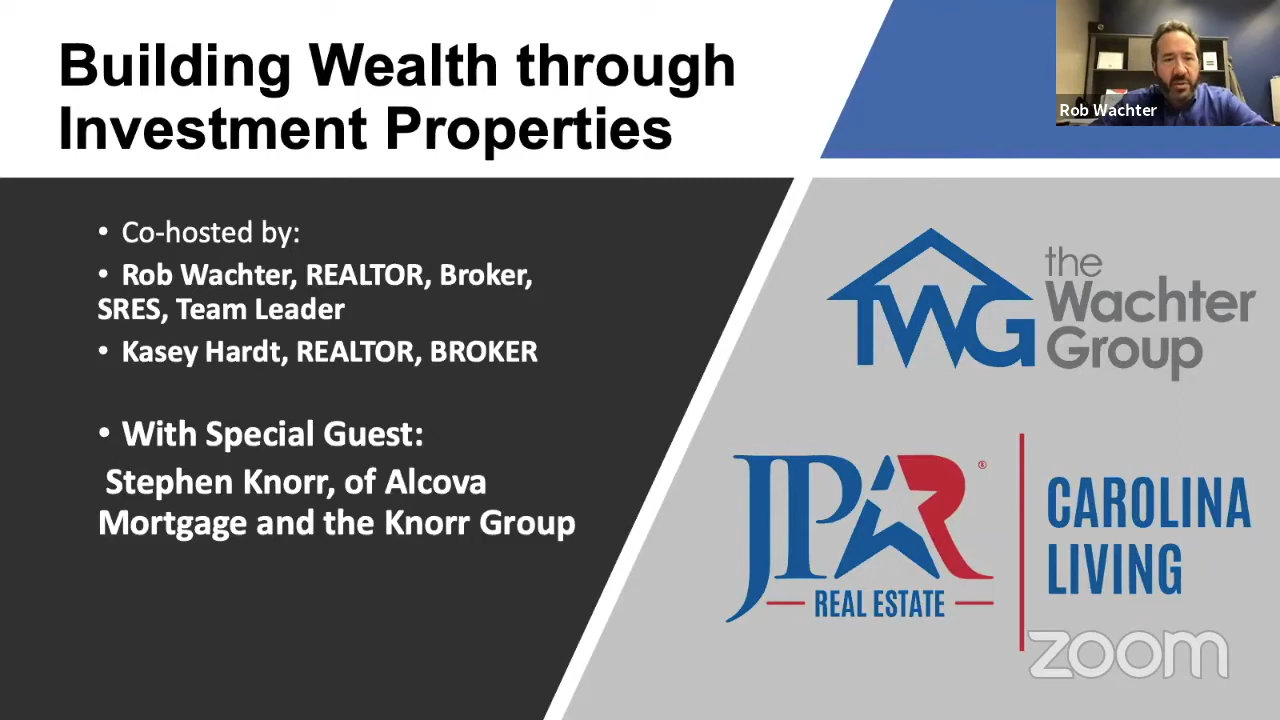 Building Wealth through
Investment Properties
Rob Wachter
• Co-hosted by:
• Rob Wachter, REALTOR, Broker,
SRES, Team Leader
• Kasey Hardt, REALTOR, BROKER
• With Special Guest:
Stephen Knorr, of Alcova
Mortgage and the Knorr Group
TWG
the
Wachter
Group
JPAR®
REAL ESTATE
CAROLINA
LIVING
zoom